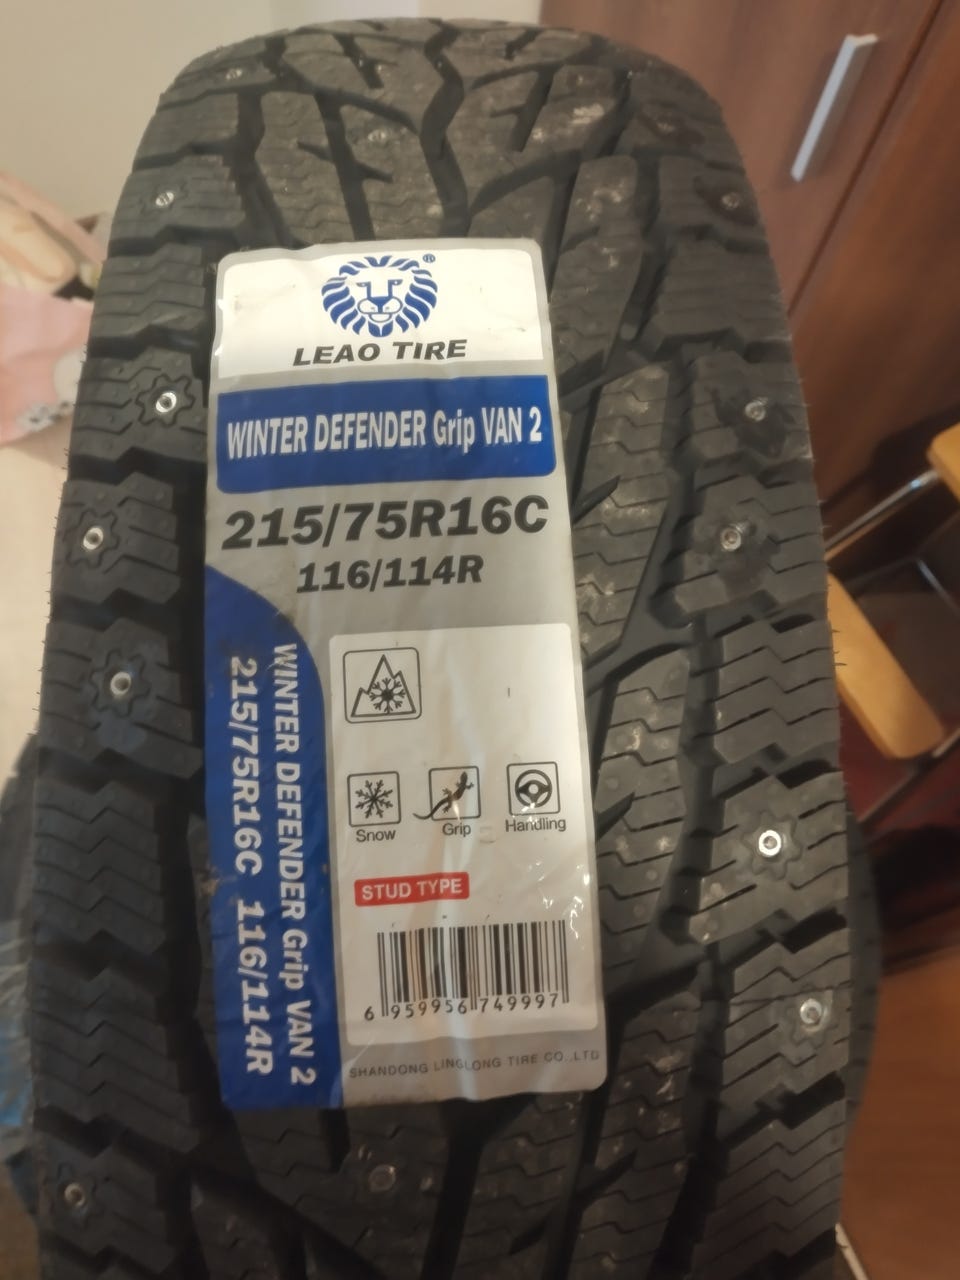 ®
LEAO TIRE
WINTER DEFENDER Grip VAN 2
215/75R16C
116/114R
WINTER DEFENDER Grip VAN 2
215/75R16C 116/114R
Snow
Grip
Handling
STUD TYPE
6 959956 749997
SHANDONG LINGLONG TIRE CO.,LTD